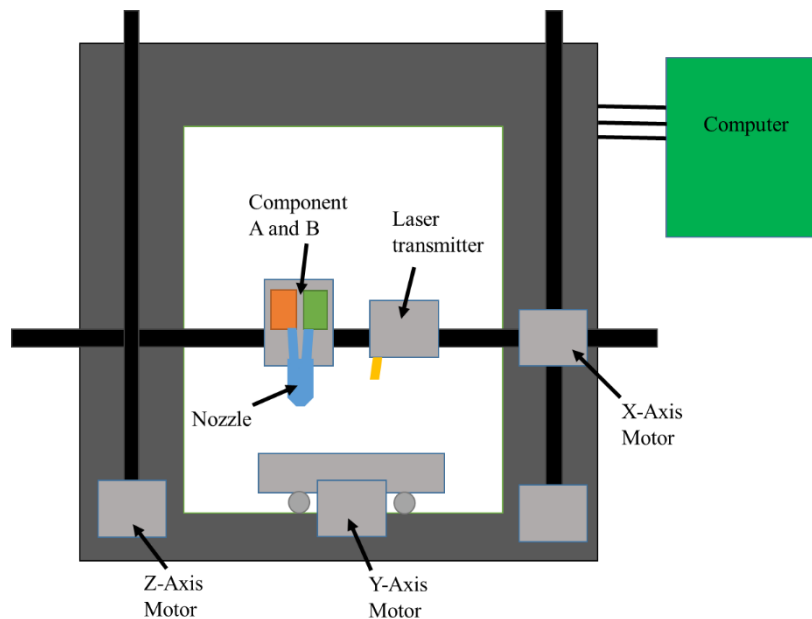 Computer
Component
A and B
Laser
transmitter
Nozzle
X-Axis
Motor
Z-Axis
Motor
Y-Axis
Motor